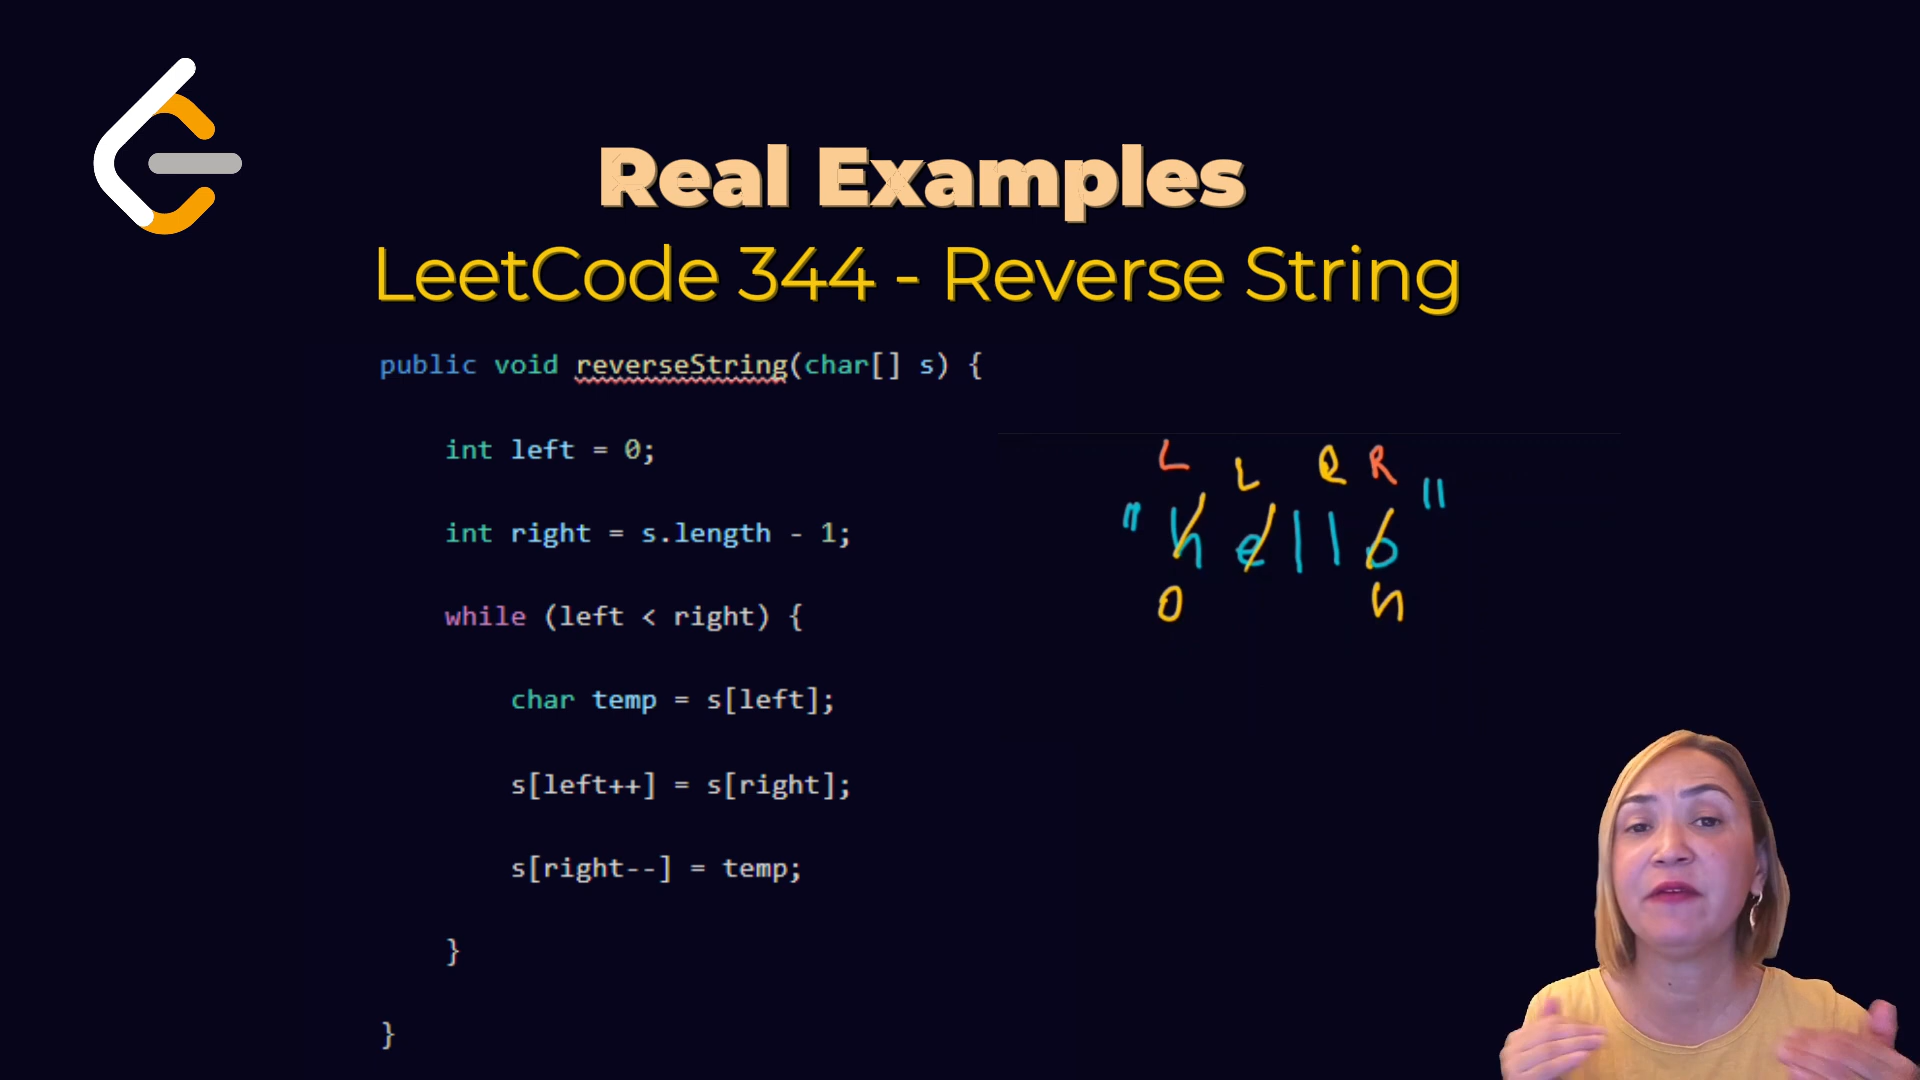 Real Examples
LeetCode 344 - Reverse String
public void reverseString(char[] s) {
int left = 0;
int right = s.length - 1;
while (left < right) {
char temp = s[left];
s[left++] = s[right];
s[right--] = temp;
}
}
L L R R
"hello"
o h